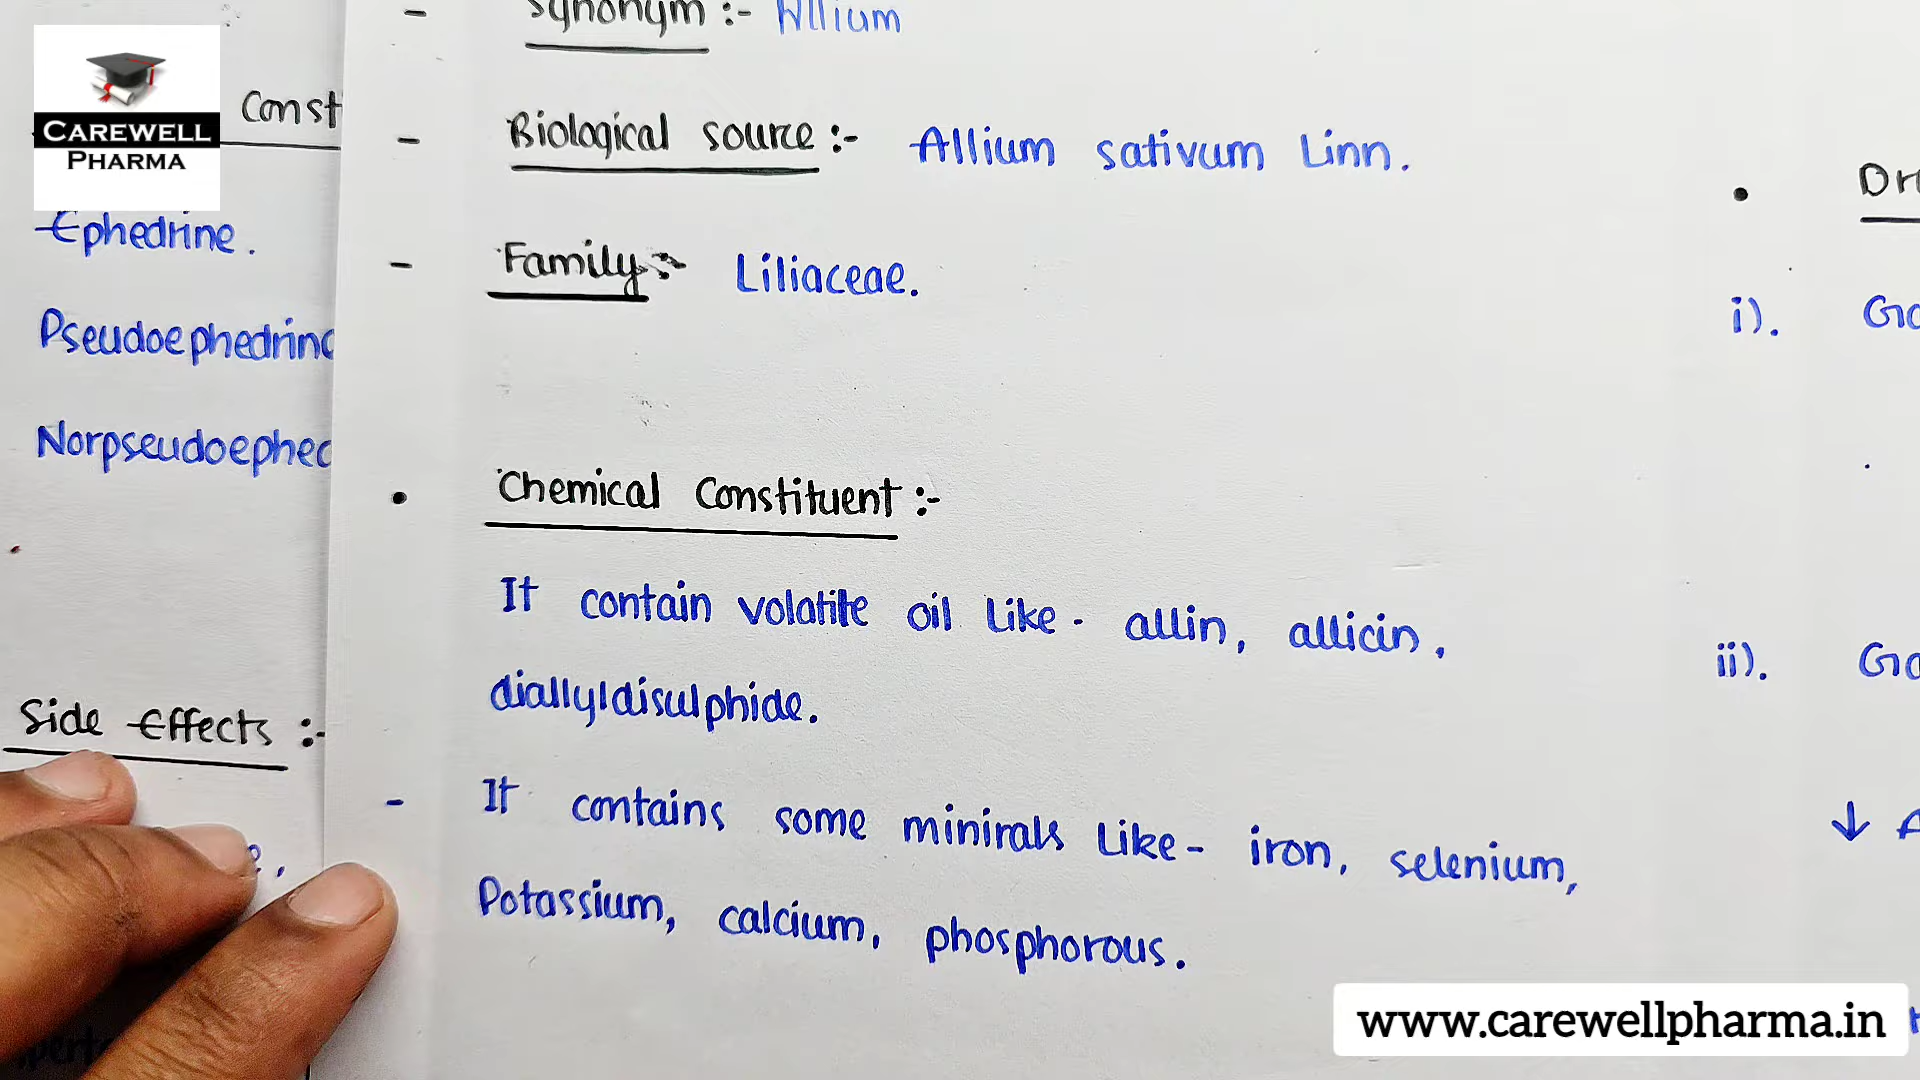 Synonym :- Allium
CAREWELL
PHARMA
Const
Ephedrine.
Pseudoephedrine
Norpseudoephed
Side Effects :-
- Biological source :- Allium sativum Linn.
- Family :- Liliaceae.
• Chemical Constituent :-
It contain volatile oil like - allin, allicin,
diallyldisulphide.
- It contains some minirals like - iron, selenium,
Potassium, calcium, phosphorous.
i).
ii).
www.carewellpharma.in